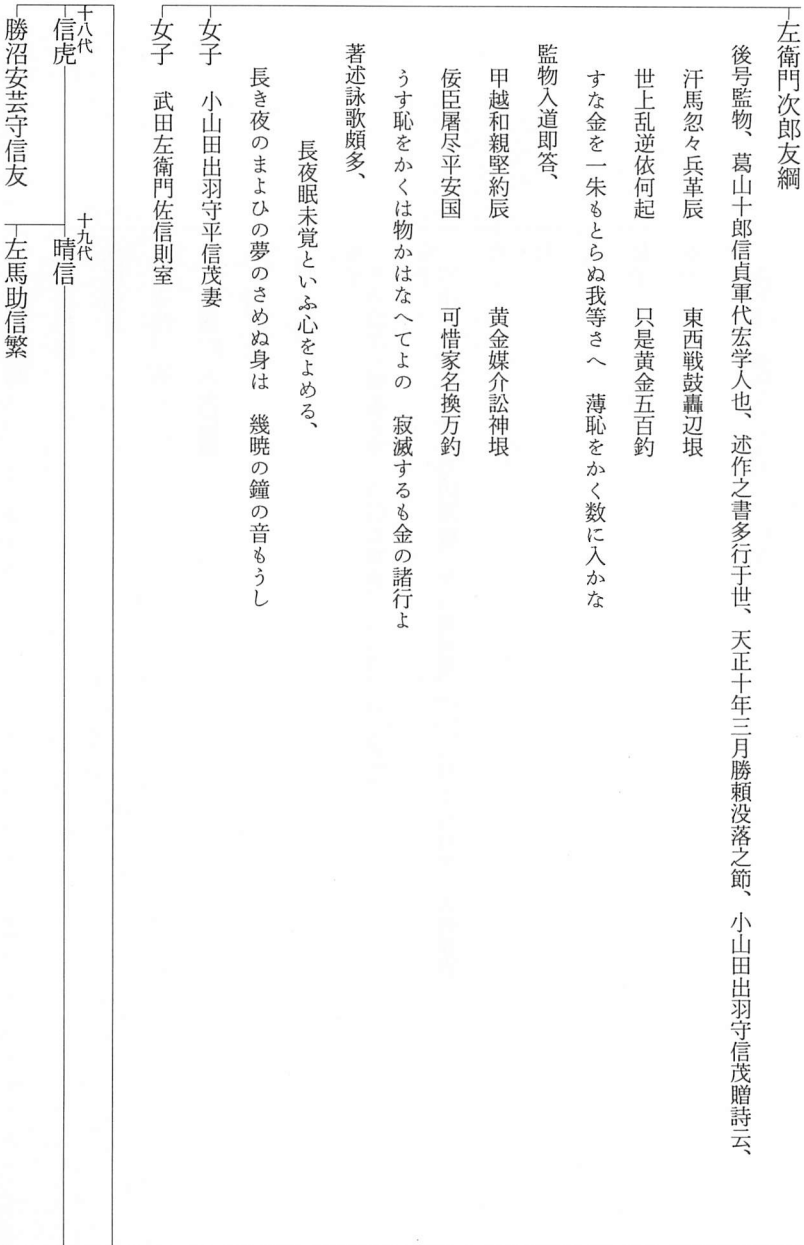 左衛門次郎友綱
後号監物、葛山十郎信貞軍代宏学人也、述作之書多行于世、天正十年三月勝頼没落之節、小山田出羽守信茂贈詩云、
汗馬忽々兵革辰　東西戦鼓轟辺垠
世上乱逆依何起　只是黄金五百鈞
すな金を一朱もとらぬ我等さへ　薄恥をかく数に入かな
監物入道即答、
甲越和親堅約辰　黄金媒介訟神垠
佞臣屠尽平安国　可惜家名換万鈞
うす恥をかくは物かはなへてよの　寂滅するも金の諸行よ
著述詠歌頗多、
長夜眠未覚といふ心をよめる、
長き夜のまよひの夢のさめぬ身は　幾暁の鐘の音もうし
女子　小山田出羽守平信茂妻
女子　武田左衛門佐信則室
十八代
信虎
十九代
晴信
勝沼安芸守信友
左馬助信繁